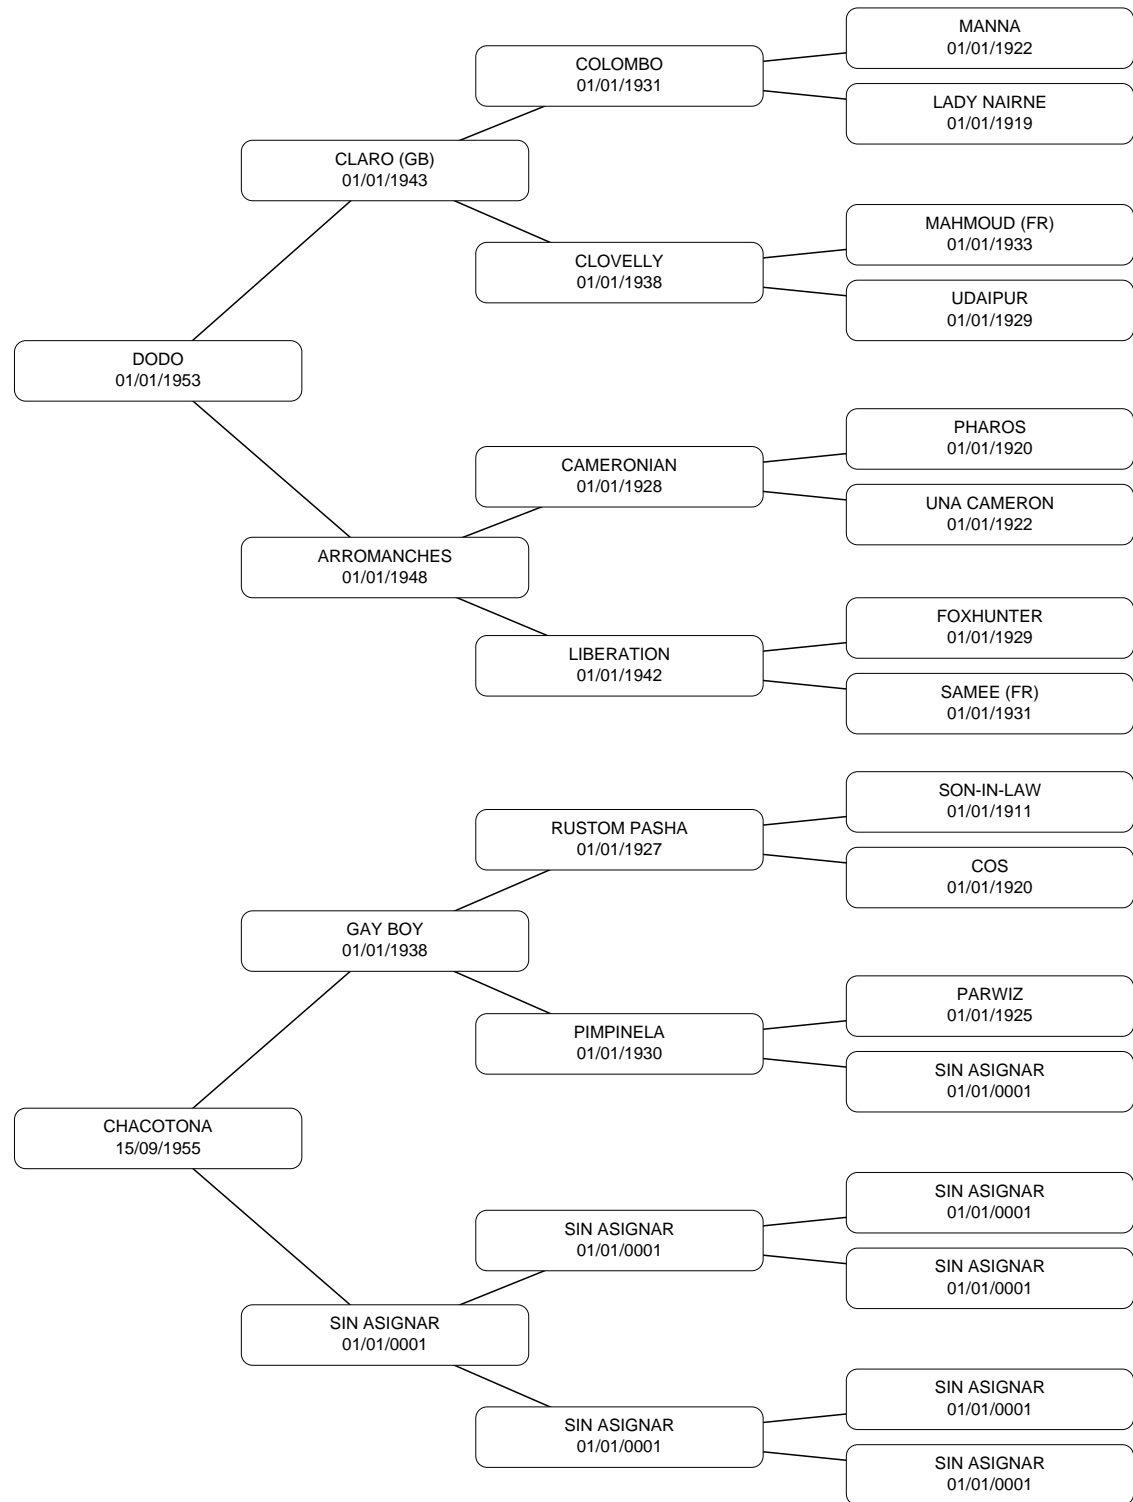 MANNA
01/01/1922
COLOMBO
01/01/1931
LADY NAIRNE
01/01/1919
CLARO (GB)
01/01/1943
MAHMOUD (FR)
01/01/1933
CLOVELLY
01/01/1938
UDAIPUR
01/01/1929
DODO
01/01/1953
PHAROS
01/01/1920
CAMERONIAN
01/01/1928
UNA CAMERON
01/01/1922
ARROMANCHES
01/01/1948
FOXHUNTER
01/01/1929
LIBERATION
01/01/1942
SAMEE (FR)
01/01/1931
SON-IN-LAW
01/01/1911
RUSTOM PASHA
01/01/1927
COS
01/01/1920
GAY BOY
01/01/1938
PARWIZ
01/01/1925
PIMPINELA
01/01/1930
SIN ASIGNAR
01/01/0001
CHACOTONA
15/09/1955
SIN ASIGNAR
01/01/0001
SIN ASIGNAR
01/01/0001
SIN ASIGNAR
01/01/0001
SIN ASIGNAR
01/01/0001
SIN ASIGNAR
01/01/0001
SIN ASIGNAR
01/01/0001
SIN ASIGNAR
01/01/0001